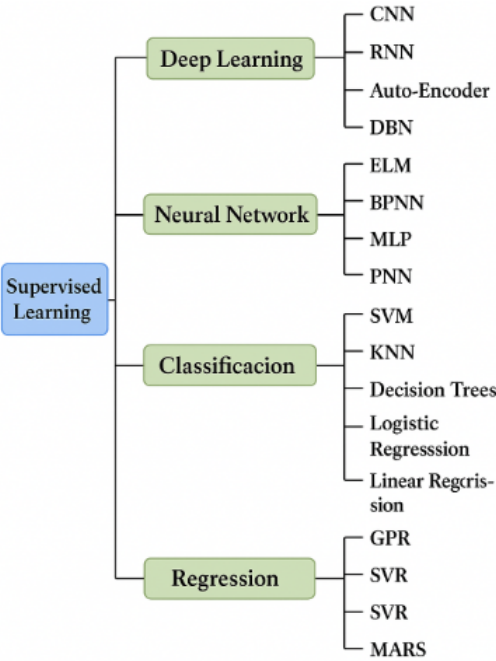 Supervised
Learning
Deep Learning
CNN
RNN
Auto-Encoder
DBN
Neural Network
ELM
BPNN
MLP
PNN
Classificacion
SVM
KNN
Decision Trees
Logistic
Regresssion
Linear Regcris-
sion
Regression
GPR
SVR
SVR
MARS